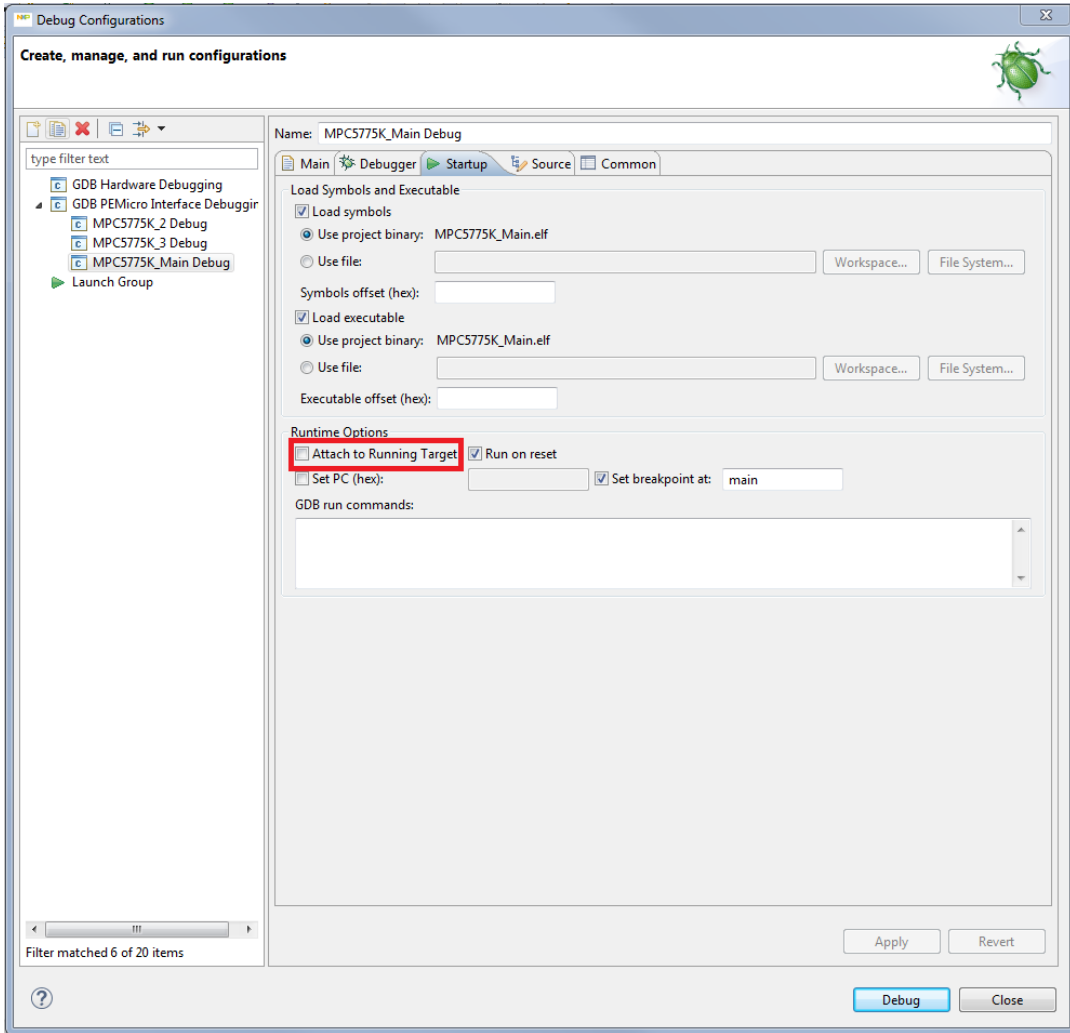 NXP Debug Configurations
Create, manage, and run configurations
type filter text
GDB Hardware Debugging
GDB PEMicro Interface Debuggin
MPC5775K_2 Debug
MPC5775K_3 Debug
MPC5775K_Main Debug
Launch Group
Filter matched 6 of 20 items
Name: MPC5775K_Main Debug
Main Debugger Startup Source Common
Load Symbols and Executable
Load symbols
Use project binary: MPC5775K_Main.elf
Use file: Workspace... File System...
Symbols offset (hex):
Load executable
Use project binary: MPC5775K_Main.elf
Use file: Workspace... File System...
Executable offset (hex):
Runtime Options
Attach to Running Target Run on reset
Set PC (hex): Set breakpoint at: main
GDB run commands:
Apply Revert
Debug Close